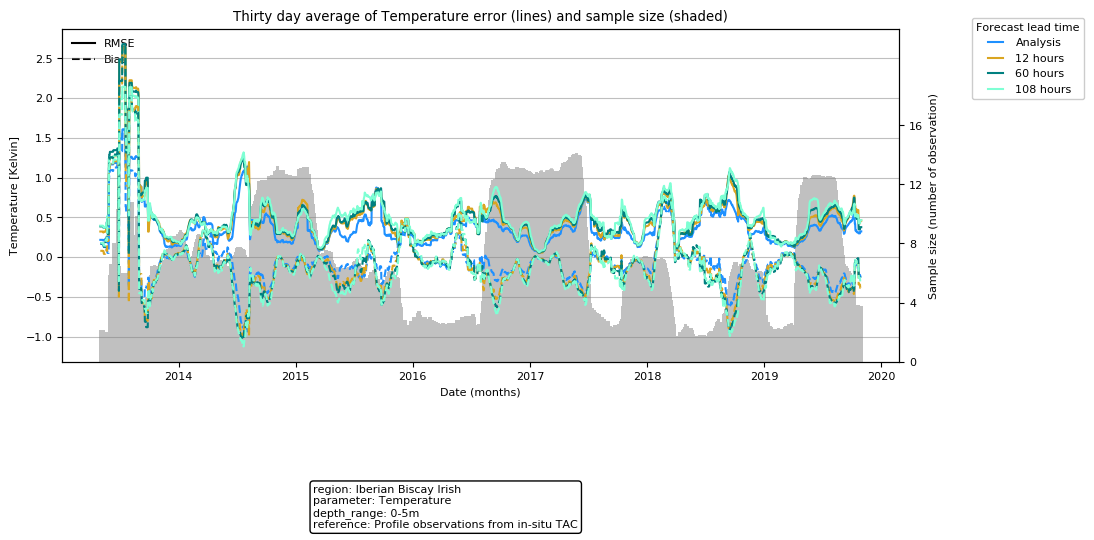 Thirty day average of Temperature error (lines) and sample size (shaded)
Forecast lead time
Analysis
12 hours
60 hours
108 hours
RMSE
Bias
Temperature [Kelvin]
2.5
2.0
1.5
1.0
0.5
0.0
−0.5
−1.0
Sample size (number of observation)
16
12
8
4
0
2014
2015
2016
2017
2018
2019
2020
Date (months)
region: Iberian Biscay Irish
parameter: Temperature
depth_range: 0-5m
reference: Profile observations from in-situ TAC